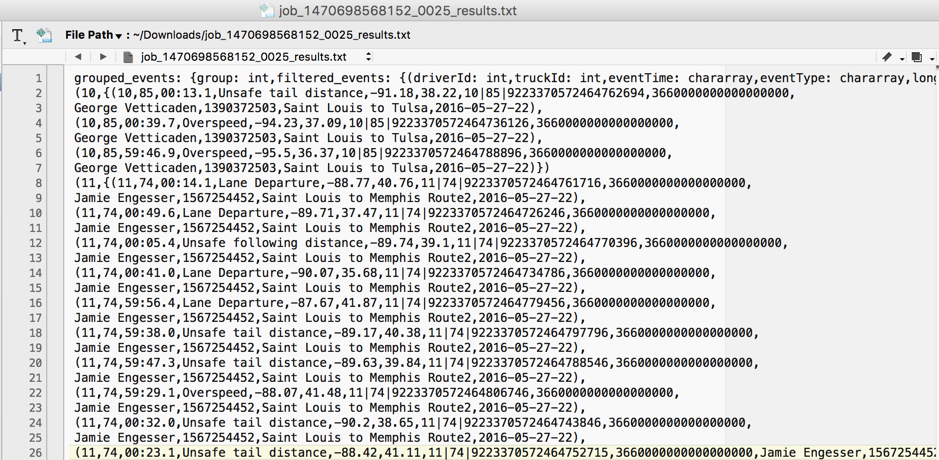 job_1470698568152_0025_results.txt
T. File Path ▾ : ~/Downloads/job_1470698568152_0025_results.txt
job_1470698568152_0025_results.txt
1 grouped_events: {group: int,filtered_events: {(driverId: int,truckId: int,eventTime: chararray,eventType: chararray,long
2 (10,{(10,85,00:13.1,Unsafe tail distance,-91.18,38.22,10|85|9223370572464762694,3660000000000000000,
3 George Vetticaden,1390372503,Saint Louis to Tulsa,2016-05-27-22),
4 (10,85,00:39.7,Overspeed,-94.23,37.09,10|85|9223370572464736126,3660000000000000000,
5 George Vetticaden,1390372503,Saint Louis to Tulsa,2016-05-27-22),
6 (10,85,59:46.9,Overspeed,-95.5,36.37,10|85|9223370572464788896,3660000000000000000,
7 George Vetticaden,1390372503,Saint Louis to Tulsa,2016-05-27-22)})
8 (11,{(11,74,00:14.1,Lane Departure,-88.77,40.76,11|74|9223370572464761716,3660000000000000000,
9 Jamie Engesser,1567254452,Saint Louis to Memphis Route2,2016-05-27-22),
10 (11,74,00:49.6,Lane Departure,-89.71,37.47,11|74|9223370572464726246,3660000000000000000,
11 Jamie Engesser,1567254452,Saint Louis to Memphis Route2,2016-05-27-22),
12 (11,74,00:05.4,Unsafe following distance,-89.74,39.1,11|74|9223370572464770396,3660000000000000000,
13 Jamie Engesser,1567254452,Saint Louis to Memphis Route2,2016-05-27-22),
14 (11,74,00:41.0,Lane Departure,-90.07,35.68,11|74|9223370572464734786,3660000000000000000,
15 Jamie Engesser,1567254452,Saint Louis to Memphis Route2,2016-05-27-22),
16 (11,74,59:56.4,Lane Departure,-87.67,41.87,11|74|9223370572464779456,3660000000000000000,
17 Jamie Engesser,1567254452,Saint Louis to Memphis Route2,2016-05-27-22),
18 (11,74,59:38.0,Unsafe tail distance,-89.17,40.38,11|74|9223370572464797796,3660000000000000000,
19 Jamie Engesser,1567254452,Saint Louis to Memphis Route2,2016-05-27-22),
20 (11,74,59:47.3,Unsafe tail distance,-89.63,39.84,11|74|9223370572464788546,3660000000000000000,
21 Jamie Engesser,1567254452,Saint Louis to Memphis Route2,2016-05-27-22),
22 (11,74,59:29.1,Overspeed,-88.07,41.48,11|74|9223370572464806746,3660000000000000000,
23 Jamie Engesser,1567254452,Saint Louis to Memphis Route2,2016-05-27-22),
24 (11,74,00:32.0,Unsafe tail distance,-90.2,38.65,11|74|9223370572464743846,3660000000000000000,
25 Jamie Engesser,1567254452,Saint Louis to Memphis Route2,2016-05-27-22),
26 (11,74,00:23.1,Unsafe tail distance,-88.42,41.11,11|74|9223370572464752715,3660000000000000000,Jamie Engesser,1567254452